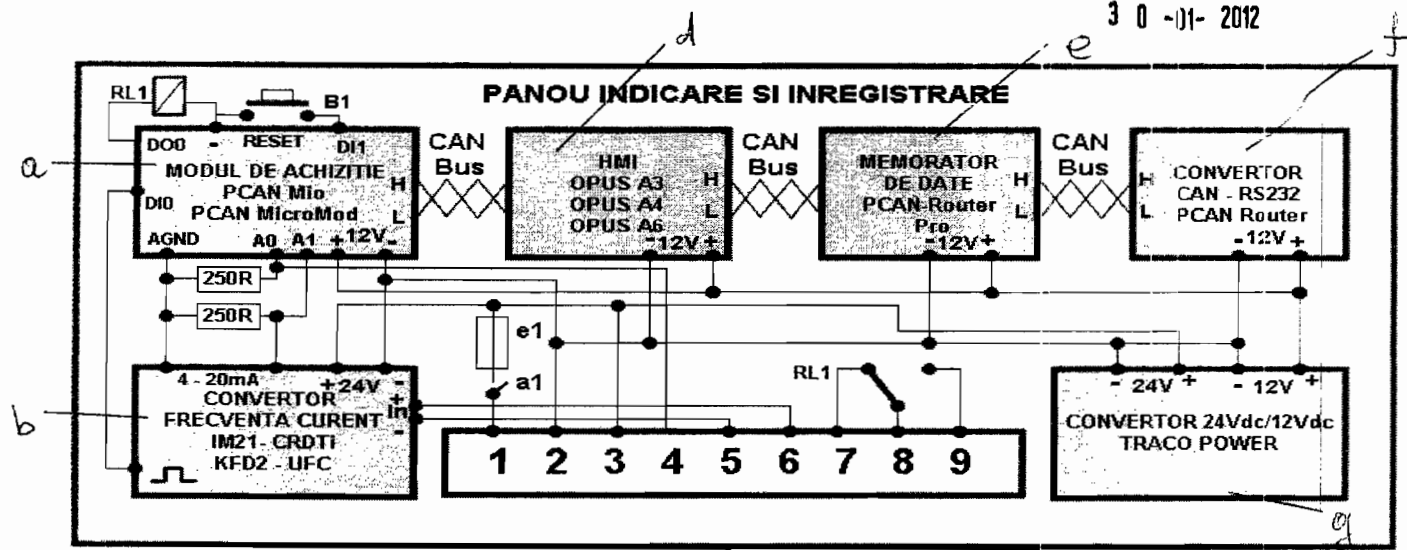 3 0 -01- 2012
d
e
f
PANOU INDICARE SI INREGISTRARE
RL1
B1
DO0 - RESET DI1
a
MODUL DE ACHIZITIE
PCAN Mio
PCAN MicroMod
DI0
H
L
AGND A0 A1 + 12V -
CAN
Bus
HMI
OPUS A3
OPUS A4
OPUS A6
H
L
- 12V +
CAN
Bus
MEMORATOR
DE DATE
PCAN-Router
Pro
H
L
- 12V +
CAN
Bus
H
L
CONVERTOR
CAN - RS232
PCAN Router
- 12V +
250R
250R
e1
a1
RL1
b
4 - 20mA + 24V -
CONVERTOR
FRECVENTA CURENT
IM21- CRDTi
KFD2 - UFC
+
In
-
1 2 3 4 5 6 7 8 9
- 24V + - 12V +
CONVERTOR 24Vdc/12Vdc
TRACO POWER
g